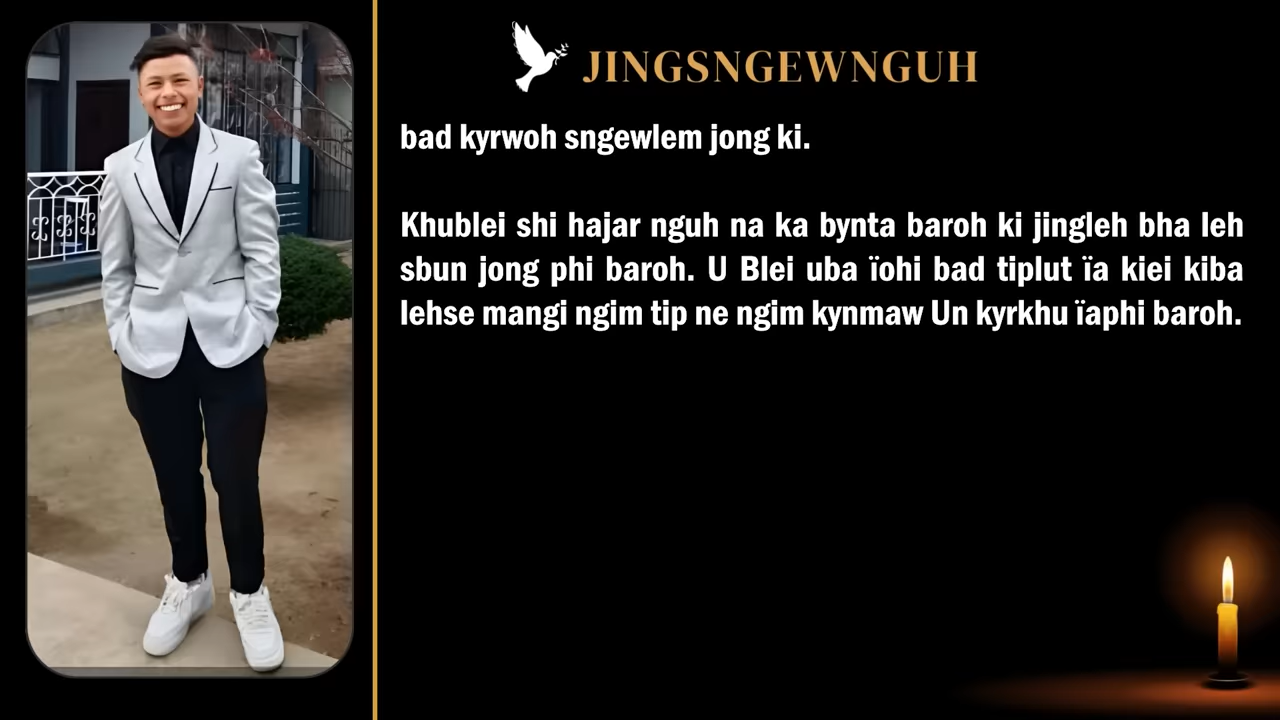 JINGSNGEWNGUH
bad kyrwoh sngewlem jong ki.
Khublei shi hajar nguh na ka bynta baroh ki jingleh bha leh
sbun jong phi baroh. U Blei uba ïohi bad tiplut ïa kiei kiba
lehse mangi ngim tip ne ngim kynmaw Un kyrkhu ïaphi baroh.